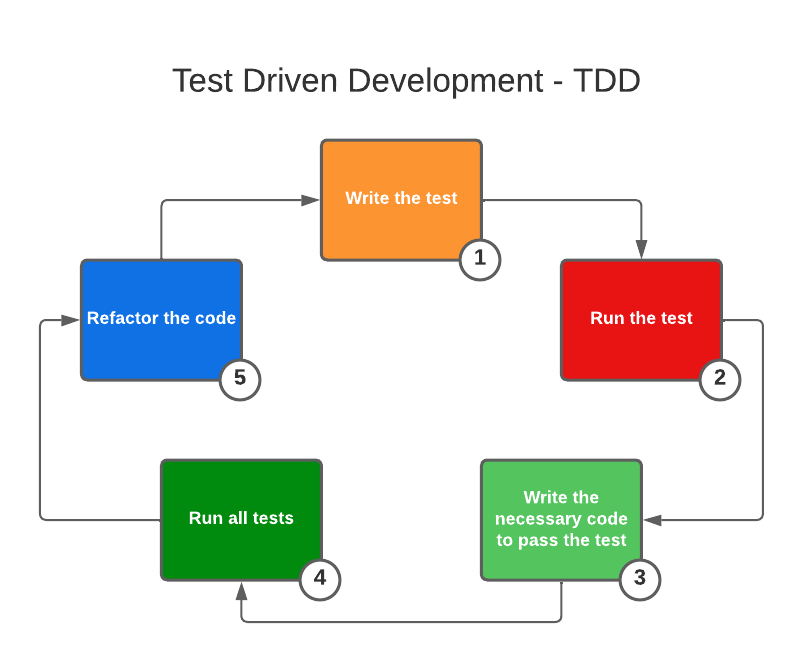 Test Driven Development - TDD
Write the test
1
Run the test
2
Write the
necessary code
to pass the test
3
Run all tests
4
Refactor the code
5